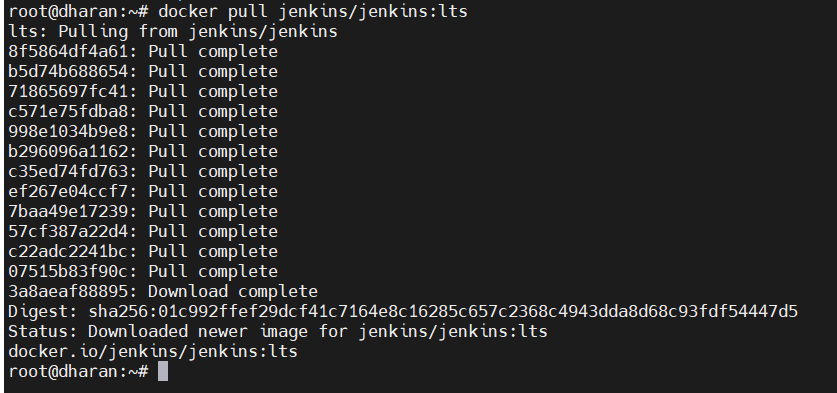 root@dharan:~# docker pull jenkins/jenkins:lts
lts: Pulling from jenkins/jenkins
8f5864df4a61: Pull complete
b5d74b688654: Pull complete
71865697fc41: Pull complete
c571e75fdba8: Pull complete
998e1034b9e8: Pull complete
b296096a1162: Pull complete
c35ed74fd763: Pull complete
ef267e04ccf7: Pull complete
7baa49e17239: Pull complete
57cf387a22d4: Pull complete
c22adc2241bc: Pull complete
07515b83f90c: Pull complete
3a8aeaf88895: Download complete
Digest: sha256:01c992ffef29dcf41c7164e8c16285c657c2368c4943dda8d68c93fdf54447d5
Status: Downloaded newer image for jenkins/jenkins:lts
docker.io/jenkins/jenkins:lts
root@dharan:~#